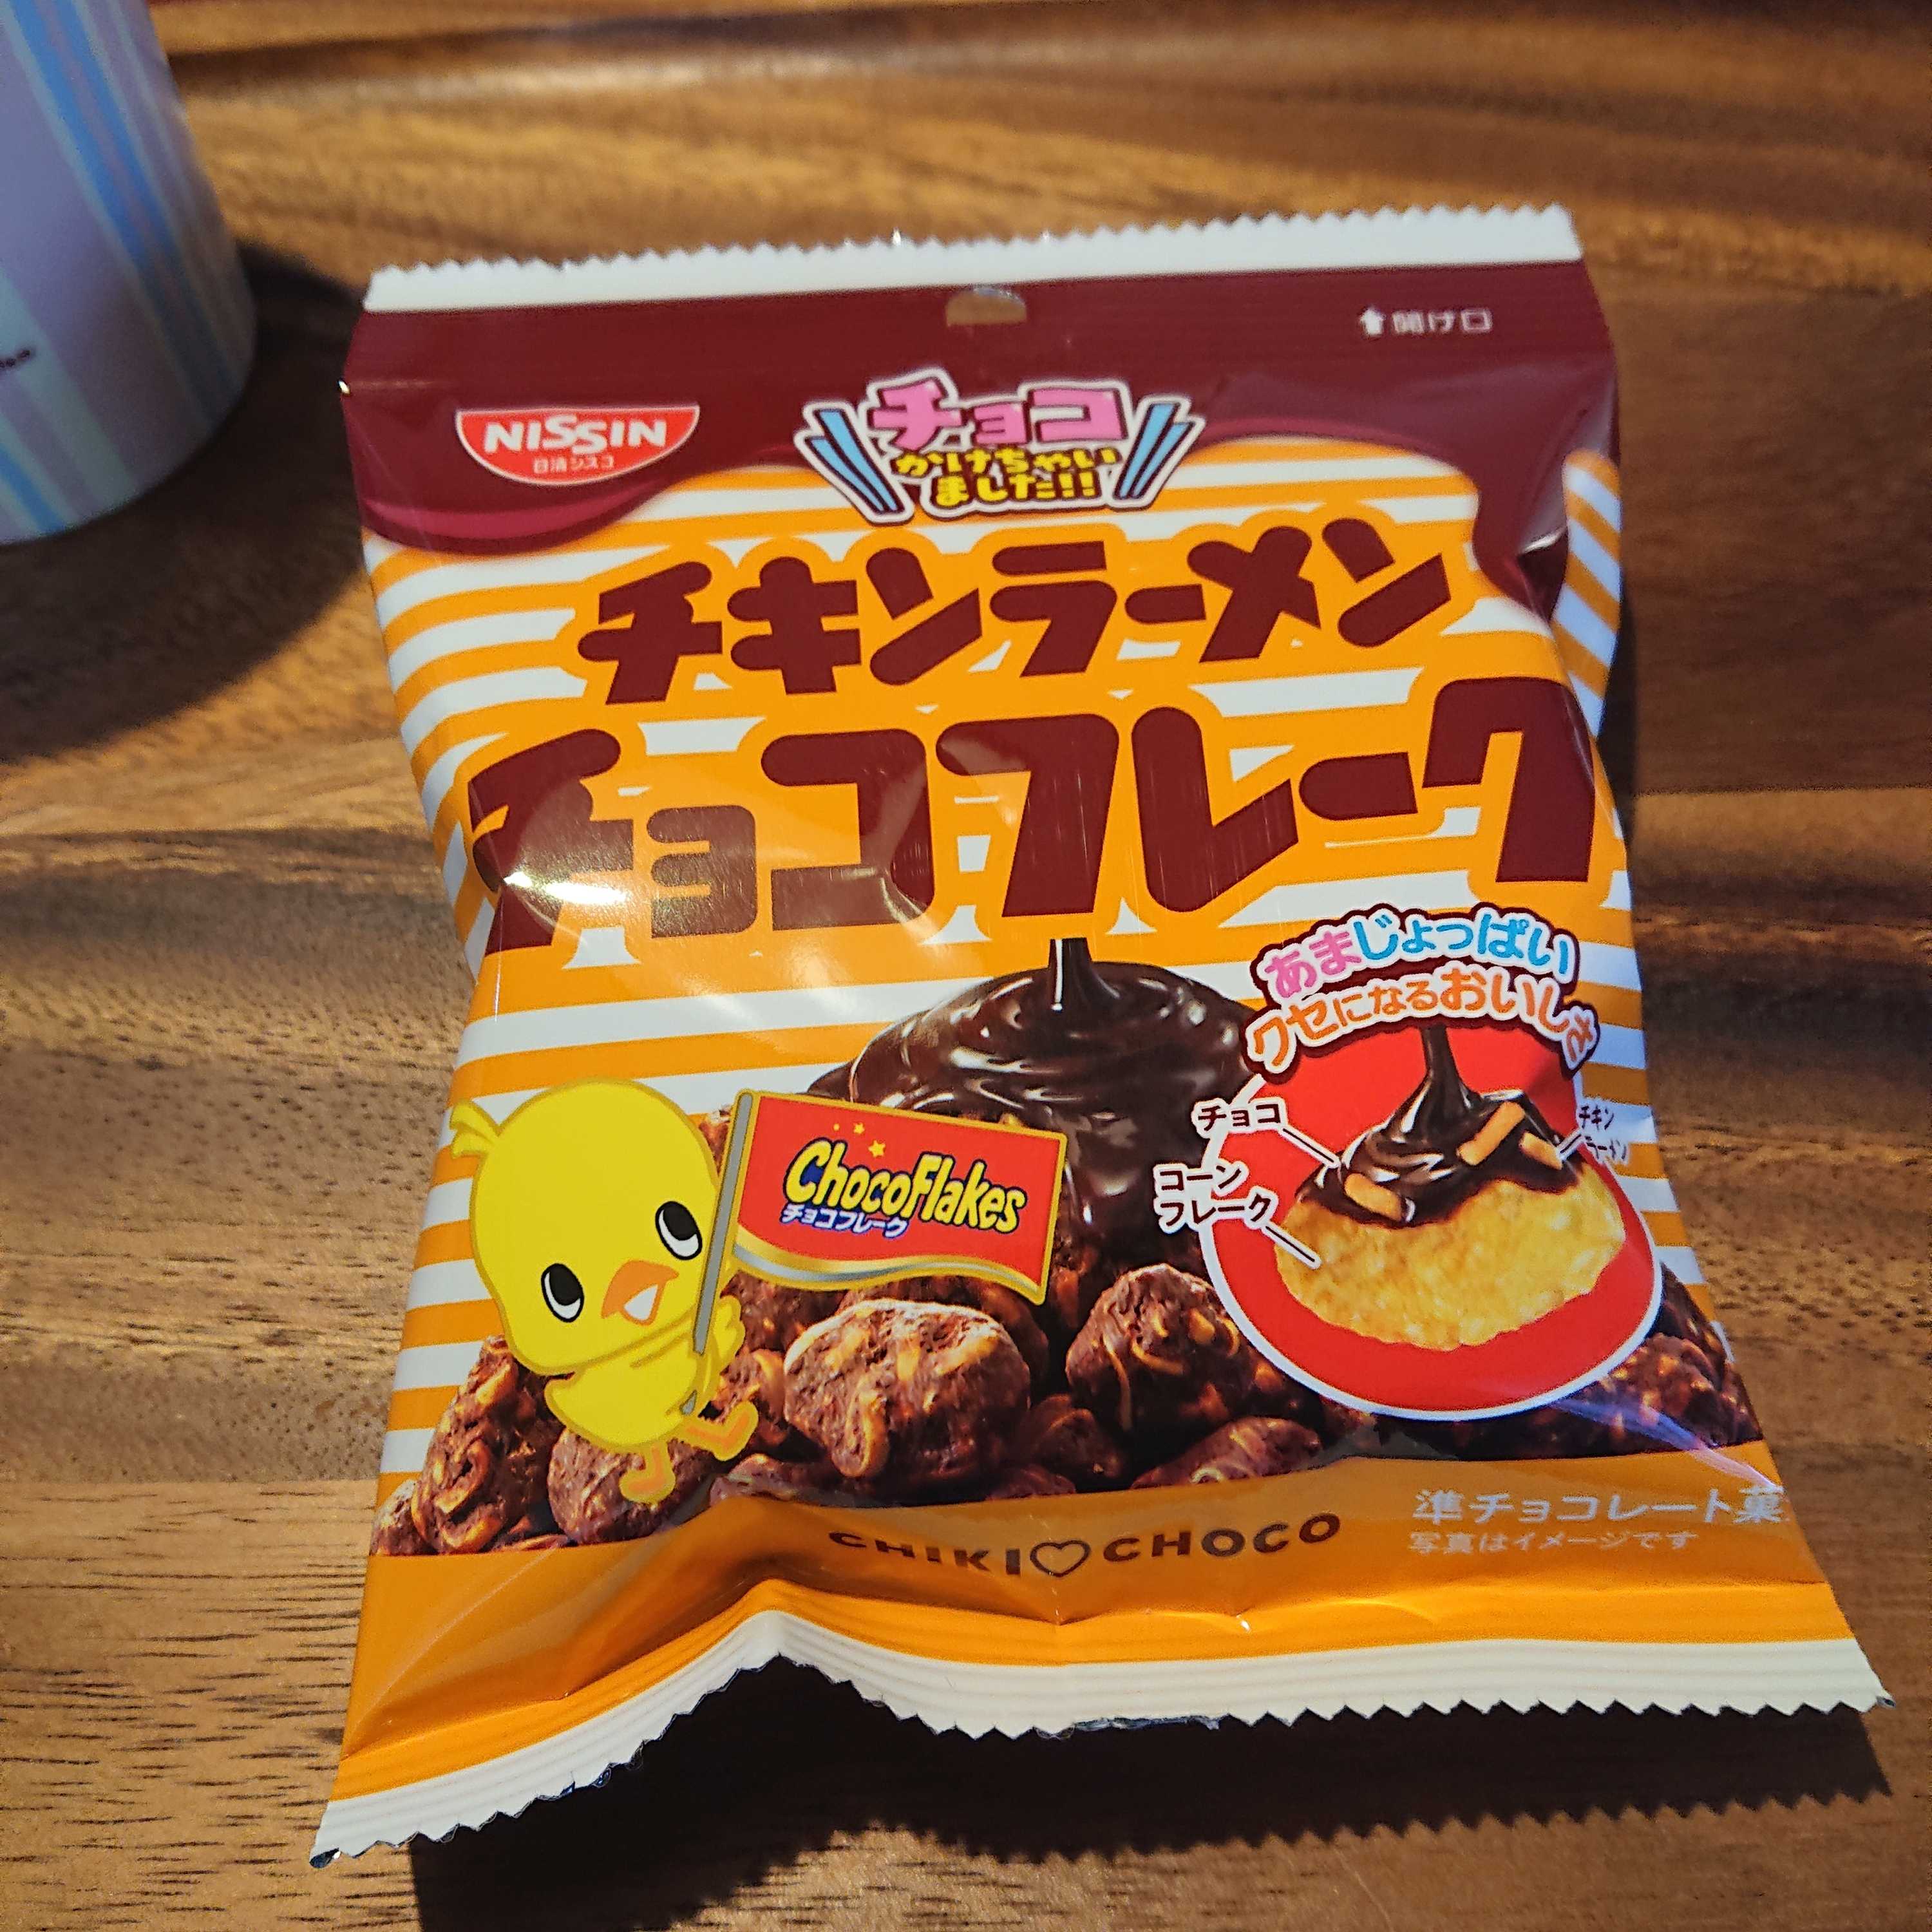 開け口
NISSIN
日清シスコ
チョコ
かけちゃい
ました!!
チキンラーメン
チョコフレーク
あまじょっぱい
クセになるおいしさ
チョコ
チキン
ラーメン
コーン
フレーク
ChocoFlakes
チョコフレーク
CHIKI♡CHOCO
準チョコレート菓
写真はイメージです